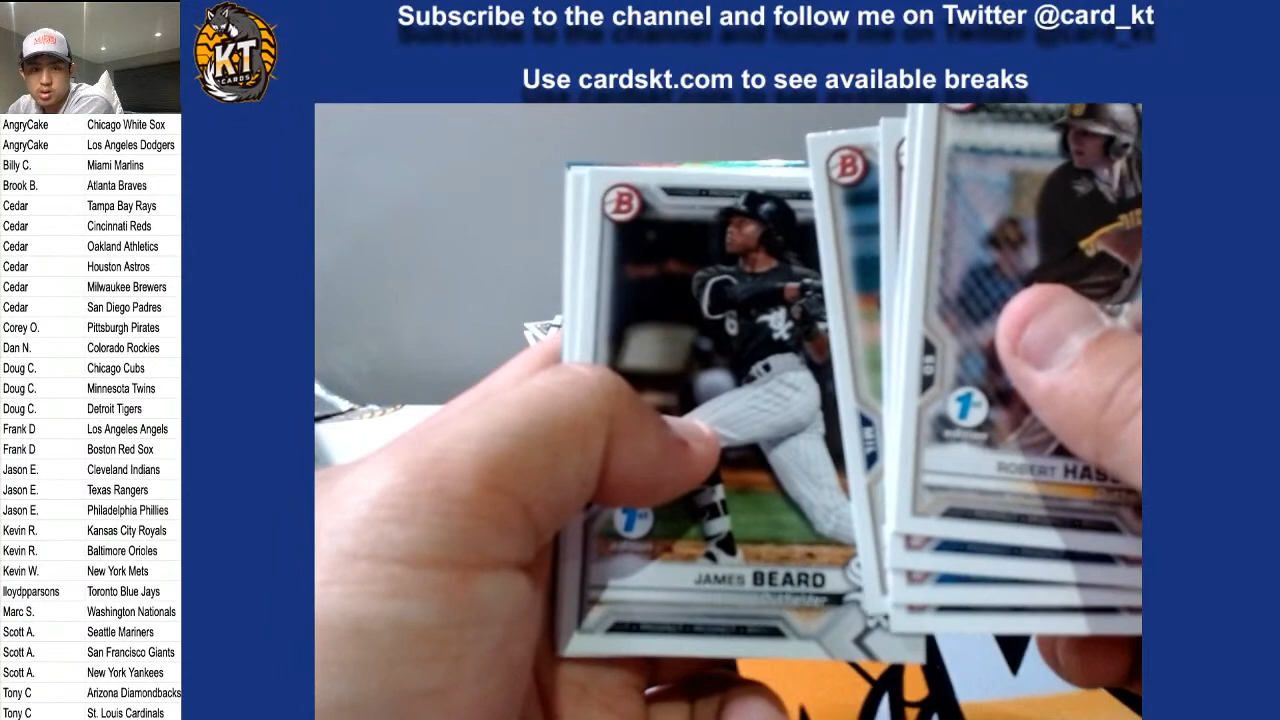 Subscribe to the channel and follow me on Twitter @card_kt
KT
CARDS
Use cardskt.com to see available breaks
AngryCake Chicago White Sox
AngryCake Los Angeles Dodgers
Billy C. Miami Marlins
Brook B. Atlanta Braves
Cedar Tampa Bay Rays
Cedar Cincinnati Reds
Cedar Oakland Athletics
Cedar Houston Astros
Cedar Milwaukee Brewers
Cedar San Diego Padres
Corey O. Pittsburgh Pirates
Dan N. Colorado Rockies
Doug C. Chicago Cubs
Doug C. Minnesota Twins
Doug C. Detroit Tigers
Frank D Los Angeles Angels
Frank D Boston Red Sox
Jason E. Cleveland Indians
Jason E. Texas Rangers
Jason E. Philadelphia Phillies
Kevin R. Kansas City Royals
Kevin R. Baltimore Orioles
Kevin W. New York Mets
lloydpparsons Toronto Blue Jays
Marc S. Washington Nationals
Scott A. Seattle Mariners
Scott A. San Francisco Giants
Scott A. New York Yankees
Tony C Arizona Diamondbacks
Tony C St. Louis Cardinals
B
B
1st
edition
ROBERT HASS
1st
JAMES BEARD
Outfielder